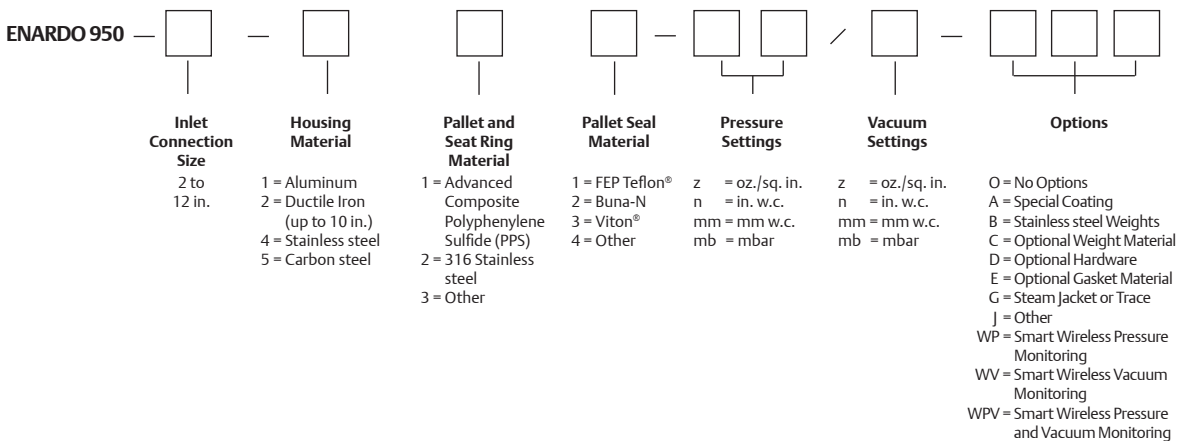 ENARDO 950 — — — / —
Inlet
Connection
Size
2 to
12 in.
Housing
Material
1 = Aluminum
2 = Ductile Iron
(up to 10 in.)
4 = Stainless steel
5 = Carbon steel
Pallet and
Seat Ring
Material
1 = Advanced
Composite
Polyphenylene
Sulfide (PPS)
2 = 316 Stainless
steel
3 = Other
Pallet Seal
Material
1 = FEP Teflon®
2 = Buna-N
3 = Viton®
4 = Other
Pressure
Settings
z = oz./sq. in.
n = in. w.c.
mm = mm w.c.
mb = mbar
Vacuum
Settings
z = oz./sq. in.
n = in. w.c.
mm = mm w.c.
mb = mbar
Options
O = No Options
A = Special Coating
B = Stainless steel Weights
C = Optional Weight Material
D = Optional Hardware
E = Optional Gasket Material
G = Steam Jacket or Trace
J = Other
WP = Smart Wireless Pressure
Monitoring
WV = Smart Wireless Vacuum
Monitoring
WPV = Smart Wireless Pressure
and Vacuum Monitoring